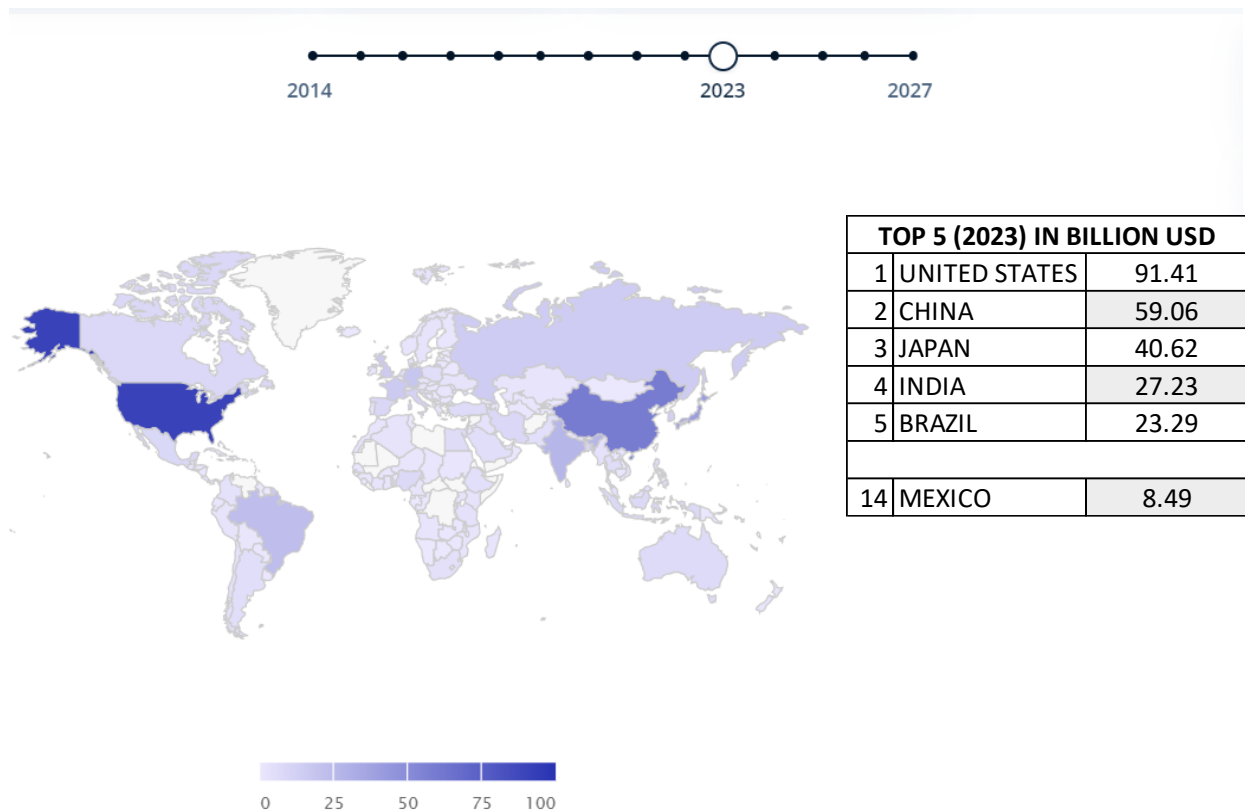 2014 2023 2027
TOP 5 (2023) IN BILLION USD
1 UNITED STATES 91.41
2 CHINA 59.06
3 JAPAN 40.62
4 INDIA 27.23
5 BRAZIL 23.29
14 MEXICO 8.49
0 25 50 75 100